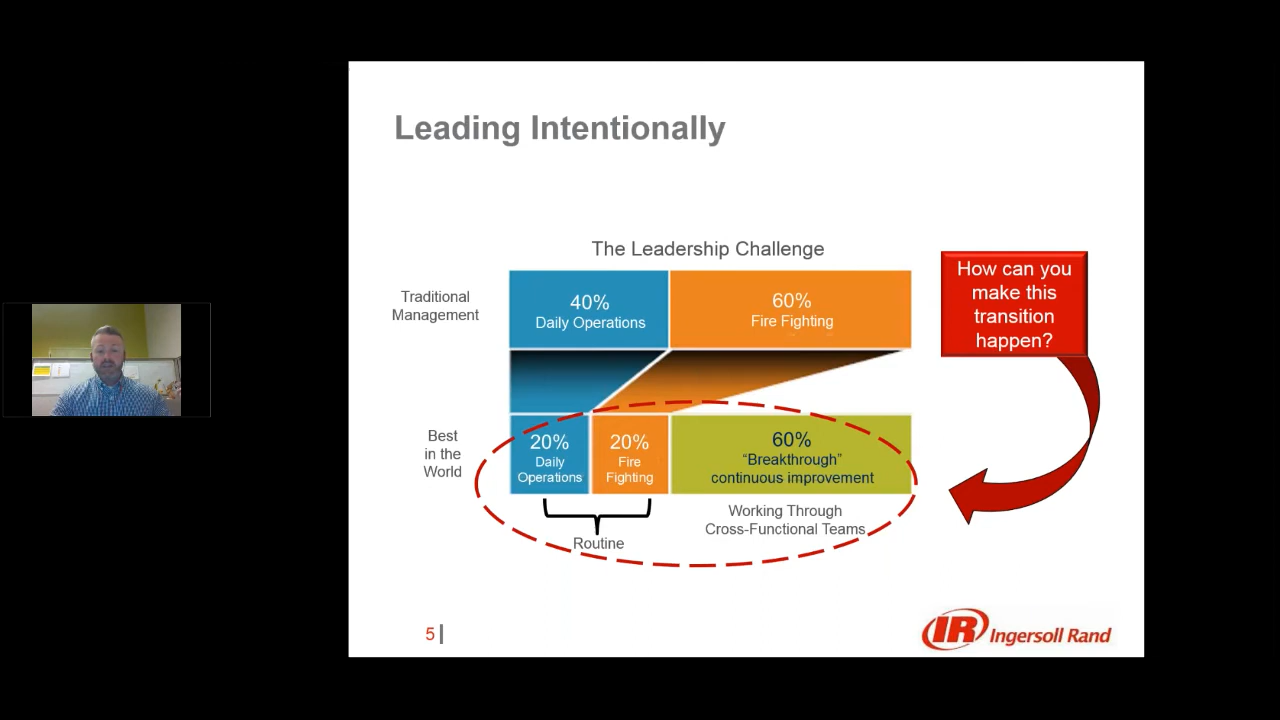 Leading Intentionally
The Leadership Challenge
Traditional
Management
40%
Daily Operations
60%
Fire Fighting
How can you
make this
transition
happen?
Best
in the
World
20%
Daily
Operations
20%
Fire
Fighting
60%
“Breakthrough”
continuous improvement
Working Through
Cross-Functional Teams
Routine
5
IR Ingersoll Rand